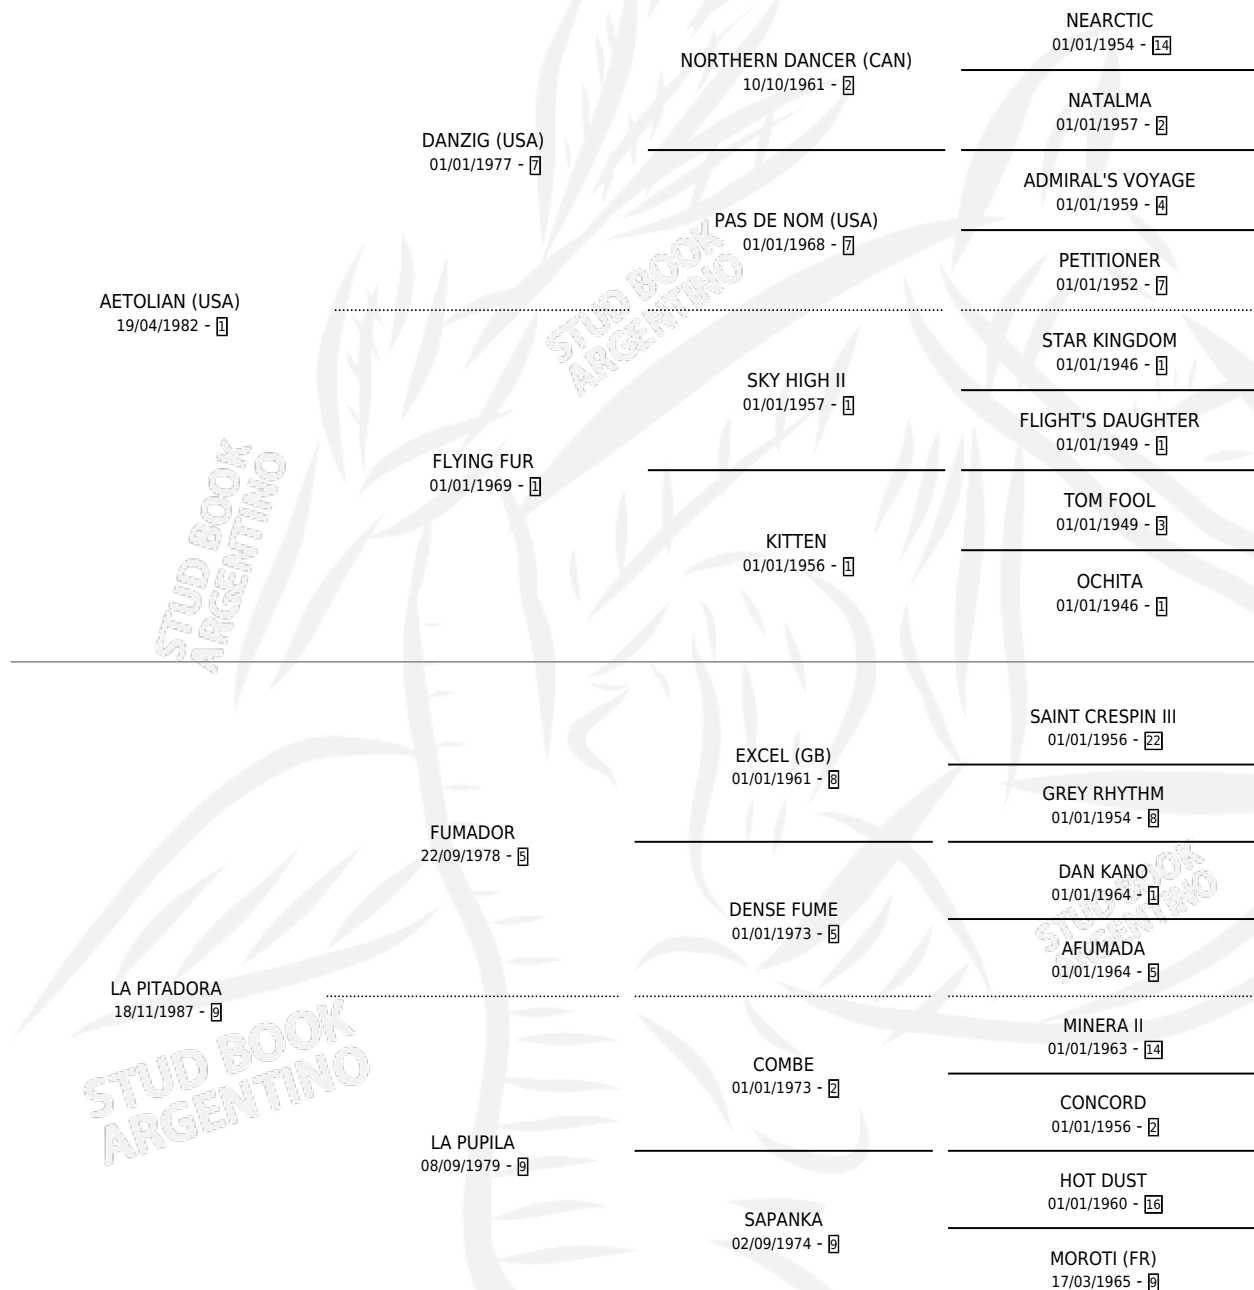 NEARCTIC
01/01/1954 - 14
NORTHERN DANCER (CAN)
10/10/1961 - 2
NATALMA
01/01/1957 - 2
DANZIG (USA)
01/01/1977 - 7
ADMIRAL'S VOYAGE
01/01/1959 - 4
PAS DE NOM (USA)
01/01/1968 - 7
PETITIONER
01/01/1952 - 7
AETOLIAN (USA)
19/04/1982 - 1
STUD BOOK
ARGENTINO
STAR KINGDOM
01/01/1946 - 1
SKY HIGH II
01/01/1957 - 1
FLIGHT'S DAUGHTER
01/01/1949 - 1
FLYING FUR
01/01/1969 - 1
TOM FOOL
01/01/1949 - 3
KITTEN
01/01/1956 - 1
OCHITA
01/01/1946 - 1
STUD BOOK
ARGENTINO
SAINT CRESPIN III
01/01/1956 - 22
EXCEL (GB)
01/01/1961 - 8
GREY RHYTHM
01/01/1954 - 8
FUMADOR
22/09/1978 - 5
DAN KANO
01/01/1964 - 1
DENSE FUME
01/01/1973 - 5
AFUMADA
01/01/1964 - 5
STUD BOOK
ARGENTINO
LA PITADORA
18/11/1987 - 9
MINERA II
01/01/1963 - 14
COMBE
01/01/1973 - 2
CONCORD
01/01/1956 - 2
STUD BOOK
ARGENTINO
LA PUPILA
08/09/1979 - 9
HOT DUST
01/01/1960 - 16
SAPANKA
02/09/1974 - 9
MOROTI (FR)
17/03/1965 - 9